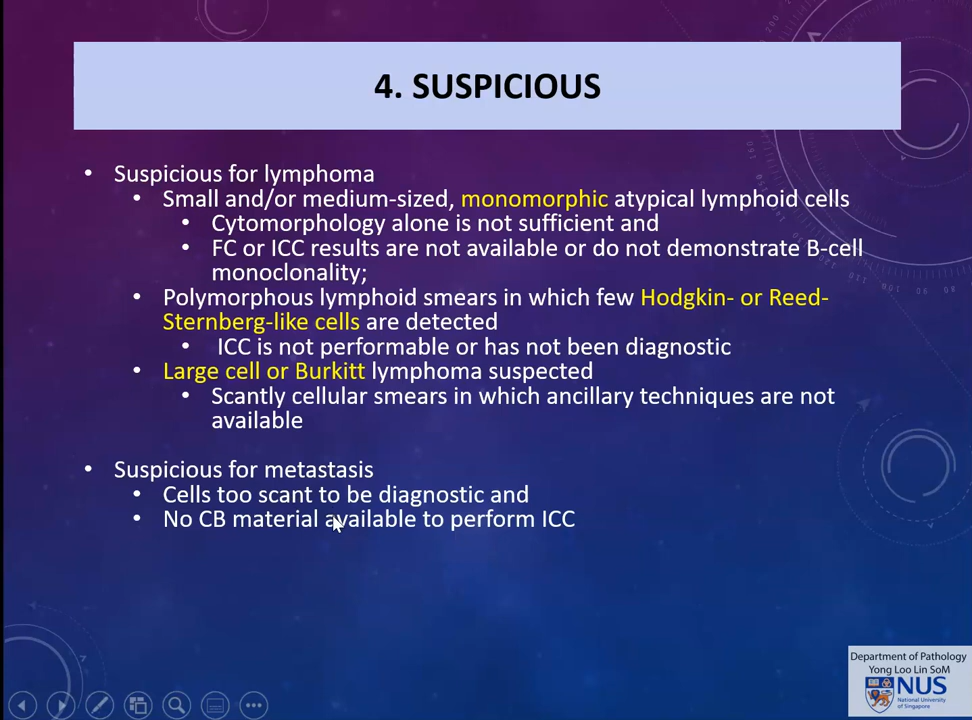 4. SUSPICIOUS
• Suspicious for lymphoma
• Small and/or medium-sized, monomorphic atypical lymphoid cells
• Cytomorphology alone is not sufficient and
• FC or ICC results are not available or do not demonstrate B-cell
monoclonality;
• Polymorphous lymphoid smears in which few Hodgkin- or Reed-
Sternberg-like cells are detected
• ICC is not performable or has not been diagnostic
• Large cell or Burkitt lymphoma suspected
• Scantly cellular smears in which ancillary techniques are not
available
• Suspicious for metastasis
• Cells too scant to be diagnostic and
• No CB material available to perform ICC
Department of Pathology
Yong Loo Lin SoM
NUS
National University
of Singapore